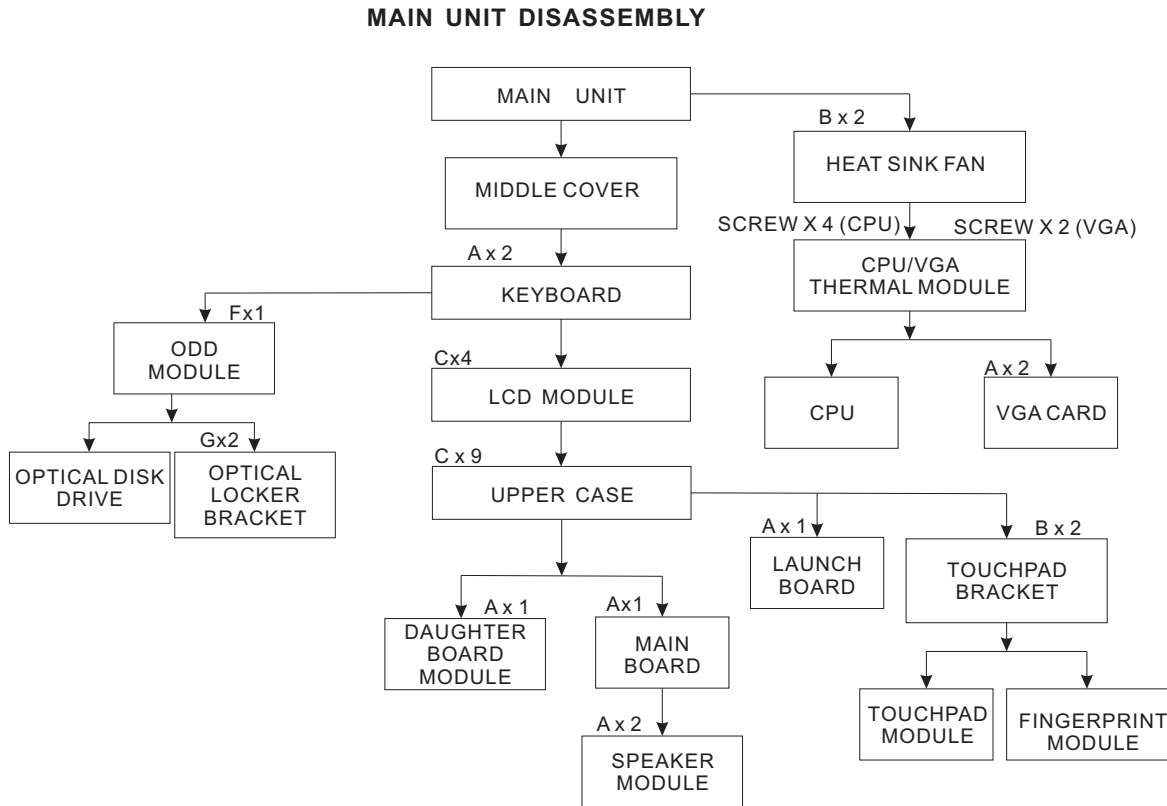 MAIN UNIT DISASSEMBLY
MAIN UNIT
B x 2
HEAT SINK FAN
MIDDLE COVER
SCREW X 4 (CPU)
SCREW X 2 (VGA)
A x 2
CPU/VGA
THERMAL MODULE
KEYBOARD
Fx1
ODD
MODULE
Cx4
LCD MODULE
CPU
A x 2
VGA CARD
Gx2
OPTICAL DISK
DRIVE
OPTICAL
LOCKER
BRACKET
C x 9
UPPER CASE
A x 1
LAUNCH
BOARD
B x 2
TOUCHPAD
BRACKET
A x 1
DAUGHTER
BOARD
MODULE
Ax1
MAIN
BOARD
TOUCHPAD
MODULE
FINGERPRINT
MODULE
A x 2
SPEAKER
MODULE